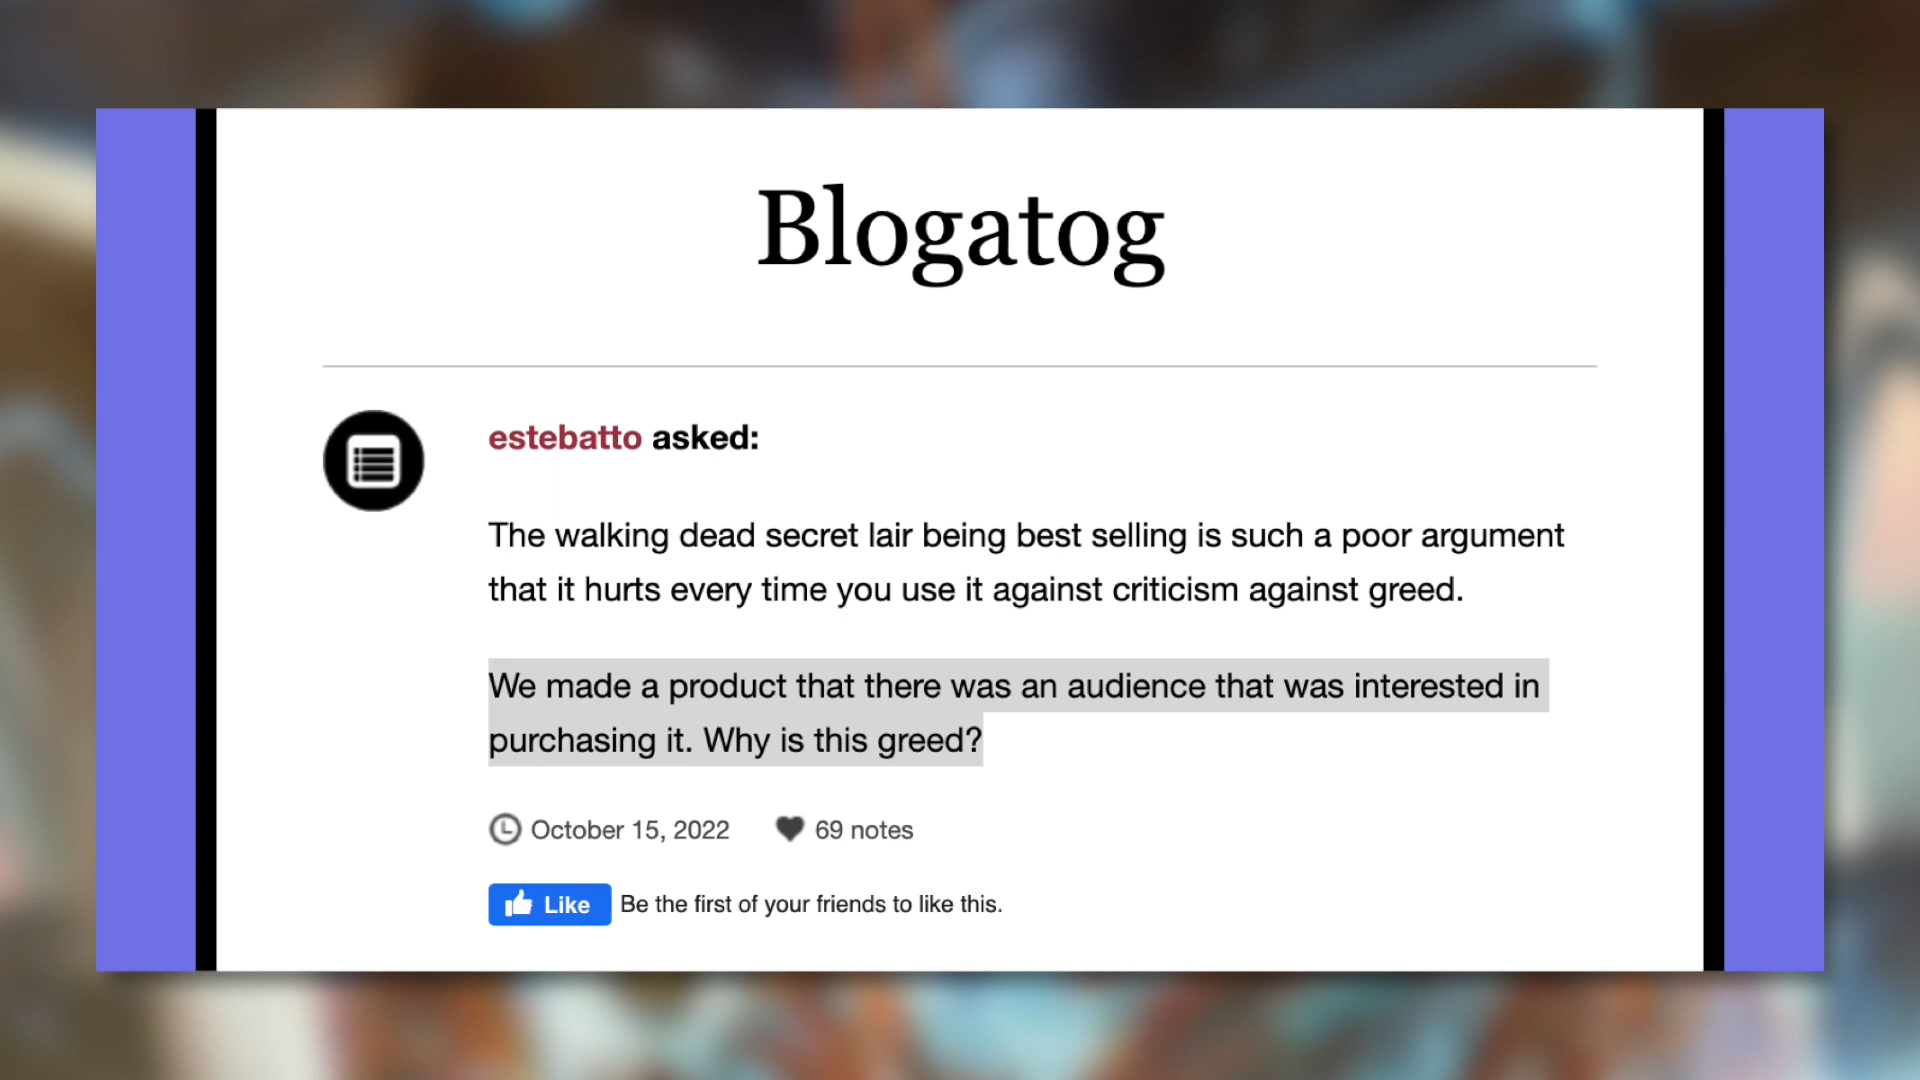 Blogatog
estebatto asked:
The walking dead secret lair being best selling is such a poor argument
that it hurts every time you use it against criticism against greed.
We made a product that there was an audience that was interested in
purchasing it. Why is this greed?
October 15, 2022 69 notes
Like Be the first of your friends to like this.